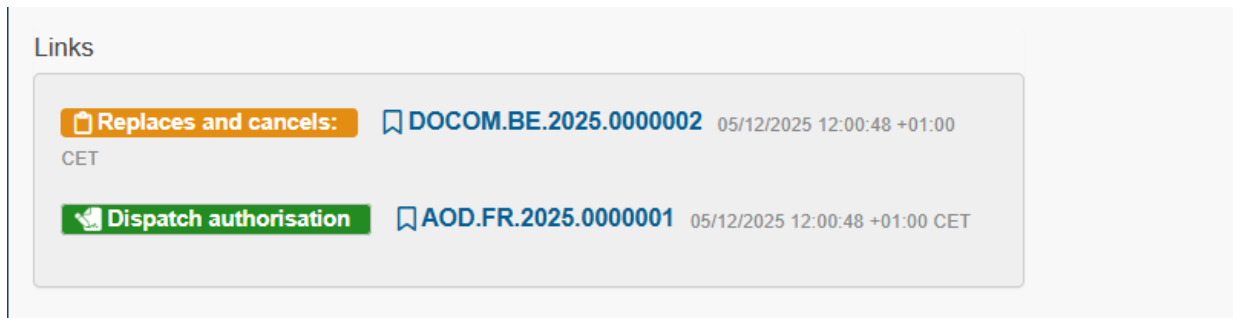 Links
Replaces and cancels: DOCOM.BE.2025.0000002 05/12/2025 12:00:48 +01:00
CET
Dispatch authorisation AOD.FR.2025.0000001 05/12/2025 12:00:48 +01:00 CET